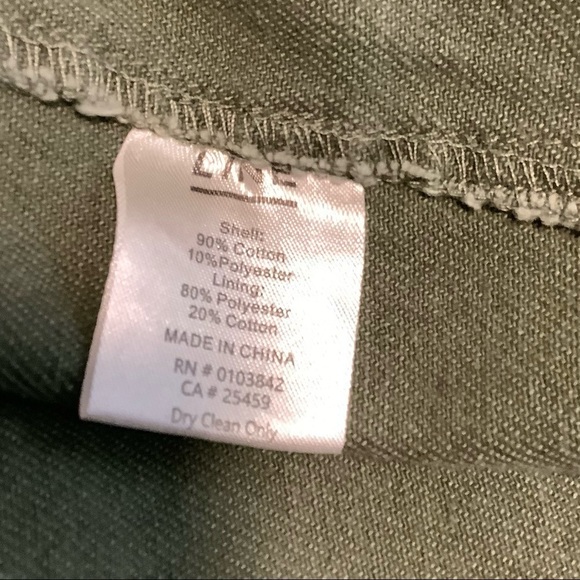 LINE
Shell:
90% Cotton
10%Polyester
Lining:
80% Polyester
20% Cotton
MADE IN CHINA
RN # 0103842
CA # 25459
Dry Clean Only